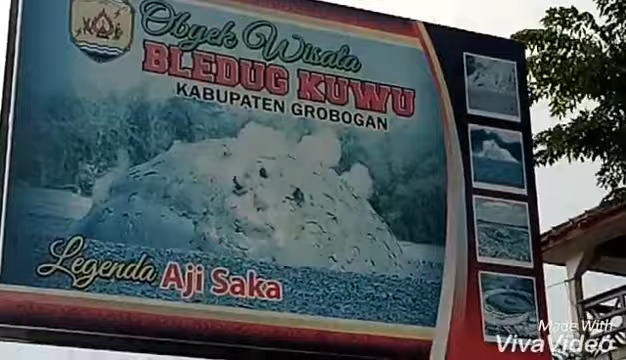 Obyek Wisata
BLEDUG KUWU
KABUPATEN GROBOGAN
Legenda Aji Saka
Made With
VivaVideo